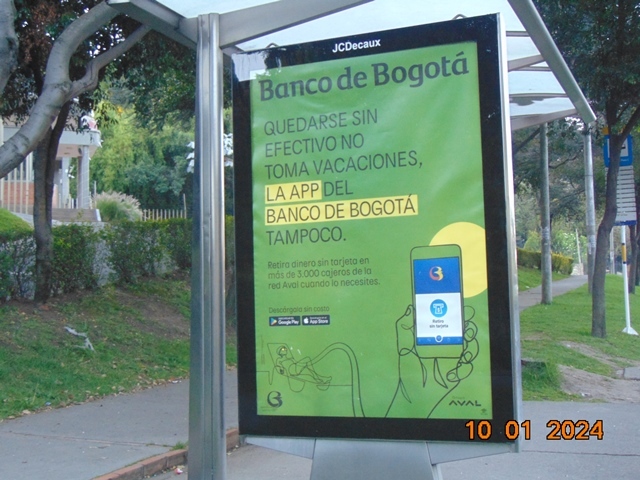 JCDecaux
Banco de Bogotá
QUEDARSE SIN
EFECTIVO NO
TOMA VACACIONES,
LA APP DEL
BANCO DE BOGOTÁ
TAMPOCO.
Retira dinero sin tarjeta en
más de 3.000 cajeros de la
red Aval cuando lo necesites.
Descárgala sin costo
Google Play
App Store
Retiro
sin tarjeta
AVAL
10 01 2024